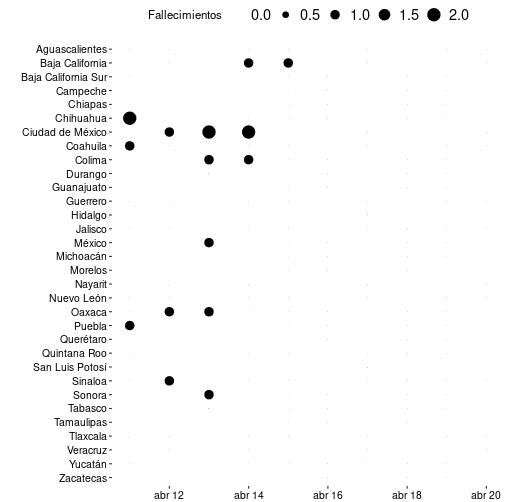 Fallecimientos 0.0 0.5 1.0 1.5 2.0
Aguascalientes
Baja California
Baja California Sur
Campeche
Chiapas
Chihuahua
Ciudad de México
Coahuila
Colima
Durango
Guanajuato
Guerrero
Hidalgo
Jalisco
México
Michoacán
Morelos
Nayarit
Nuevo León
Oaxaca
Puebla
Querétaro
Quintana Roo
San Luis Potosí
Sinaloa
Sonora
Tabasco
Tamaulipas
Tlaxcala
Veracruz
Yucatán
Zacatecas
abr 12 abr 14 abr 16 abr 18 abr 20